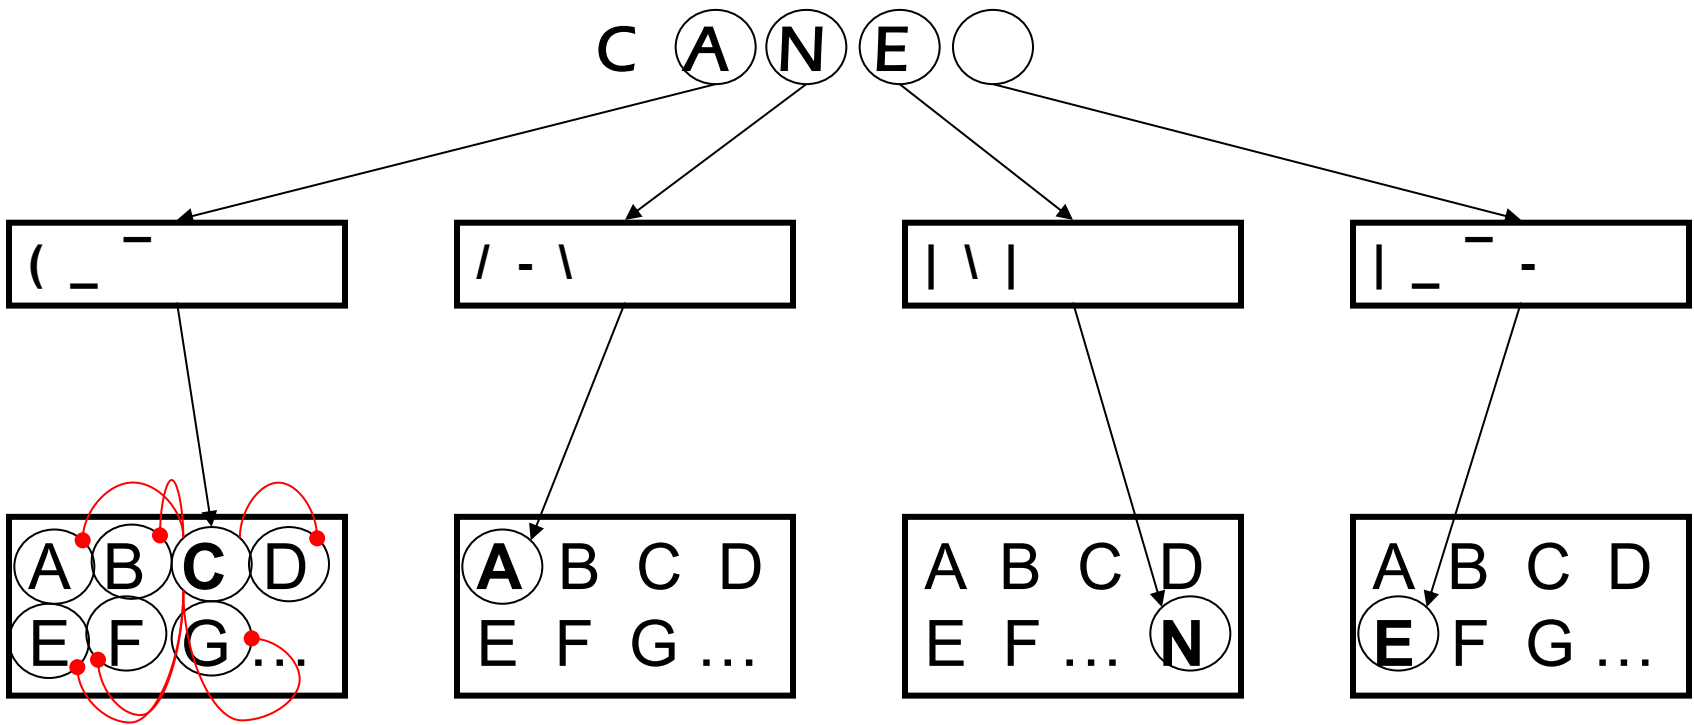 C A N E
( _ ¯
/ - \
| \ |
| _ ¯ -
A B C D
E F G ...
A B C D
E F G ...
A B C D
E F ... N
A B C D
E F G ...